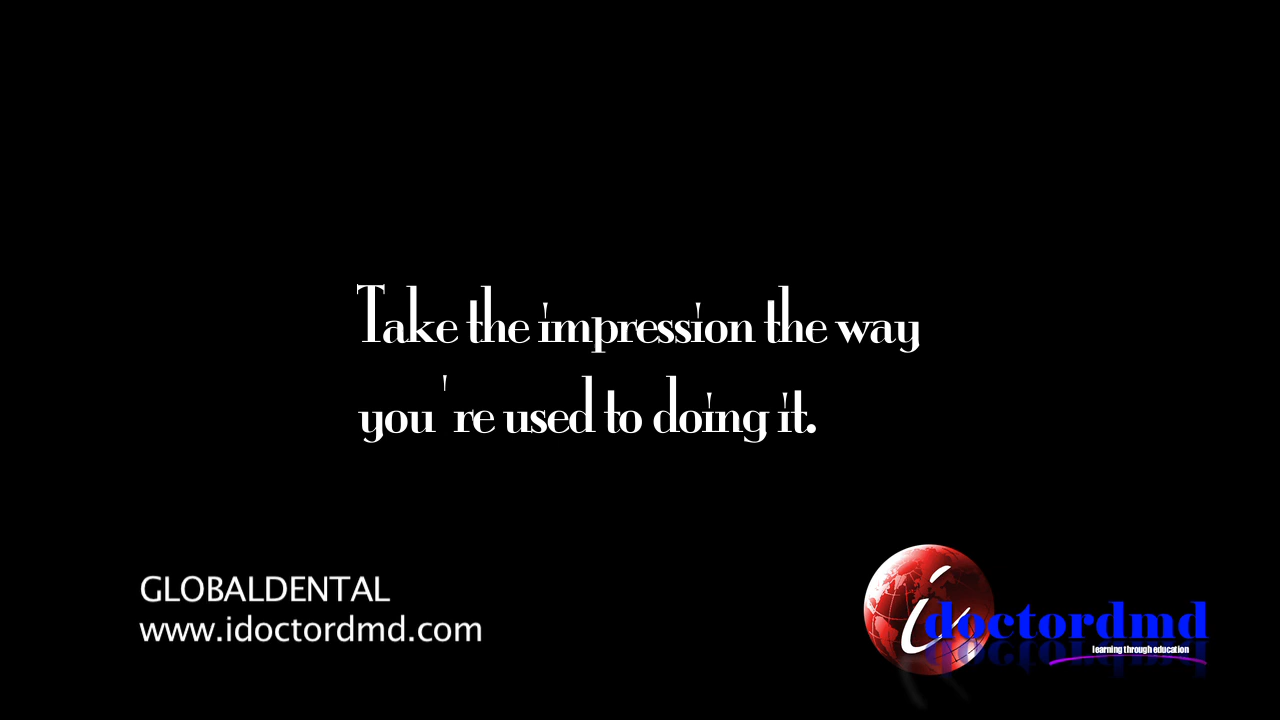 Take the impression the way
you're used to doing it.
GLOBALDENTAL
www.idoctordmd.com
idoctordmd
learning through education